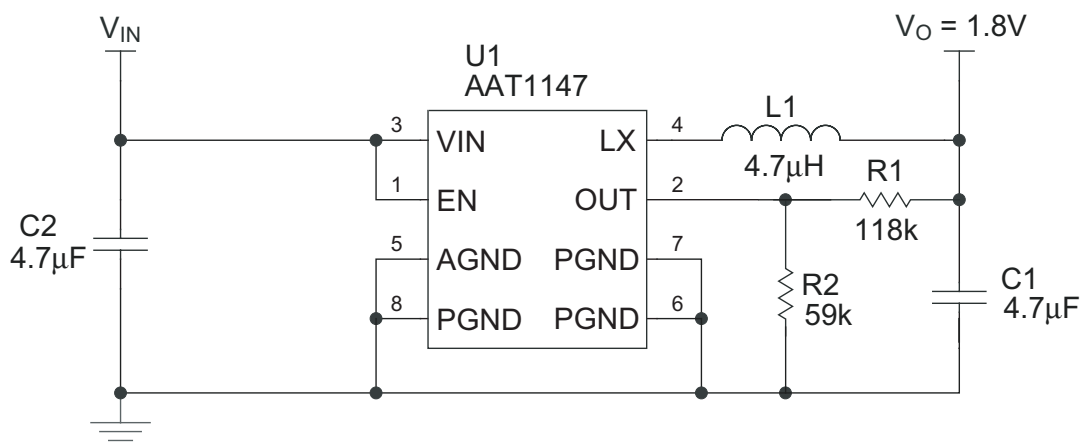 V_IN
V_O = 1.8V
U1
AAT1147
3
VIN
LX
4
L1
4.7μH
1
EN
OUT
2
R1
118k
C2
4.7μF
5
AGND
PGND
7
R2
59k
C1
4.7μF
8
PGND
PGND
6